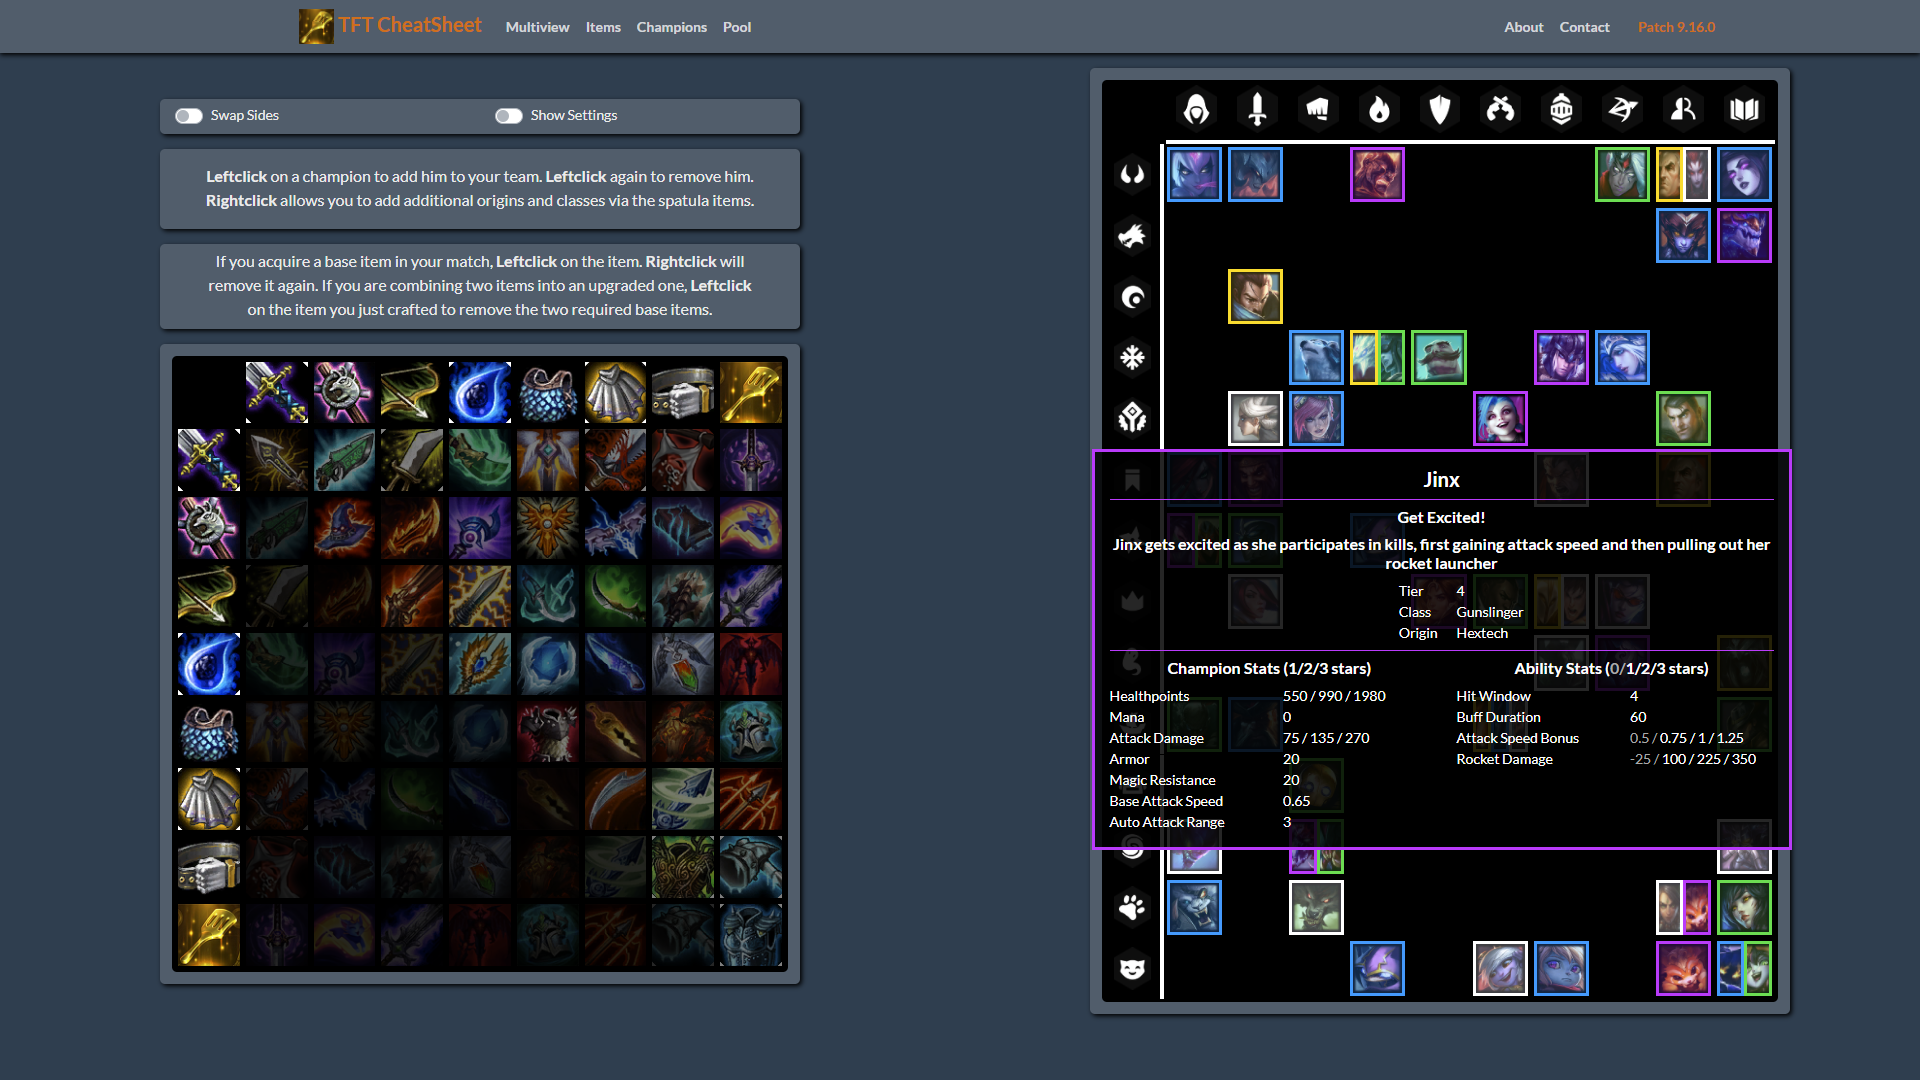 TFT CheatSheet
Multiview
Items
Champions
Pool
About
Contact
Patch 9.16.0
Swap Sides
Show Settings
Leftclick on a champion to add him to your team. Leftclick again to remove him.
Rightclick allows you to add additional origins and classes via the spatula items.
If you acquire a base item in your match, Leftclick on the item. Rightclick will
remove it again. If you are combining two items into an upgraded one, Leftclick
on the item you just crafted to remove the two required base items.
Jinx
Get Excited!
Jinx gets excited as she participates in kills, first gaining attack speed and then pulling out her
rocket launcher
Tier 4
Class Gunslinger
Origin Hextech
Champion Stats (1/2/3 stars)
Healthpoints 550 / 990 / 1980
Mana 0
Attack Damage 75 / 135 / 270
Armor 20
Magic Resistance 20
Base Attack Speed 0.65
Auto Attack Range 3
Ability Stats (0/1/2/3 stars)
Hit Window 4
Buff Duration 60
Attack Speed Bonus 0.5 / 0.75 / 1 / 1.25
Rocket Damage -25 / 100 / 225 / 350